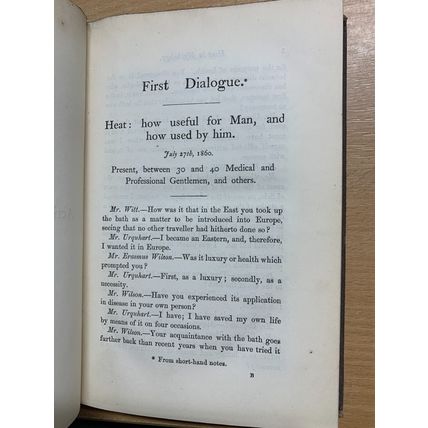 First Dialogue.*
Heat: how useful for Man, and
how used by him.
July 27th, 1860.
Present, between 30 and 40 Medical and
Professional Gentlemen, and others.
Mr. Witt.—How was it that in the East you took up
the bath as a matter to be introduced into Europe,
seeing that no other traveller had hitherto done so?
Mr. Urquhart.—I became an Eastern, and, therefore,
I wanted it in Europe.
Mr. Erasmus Wilson.—Was it luxury or health which
prompted you?
Mr. Urquhart.—First, as a luxury; secondly, as a
necessity.
Mr. Wilson.—Have you experienced its application
in disease in your own person?
Mr. Urquhart.—I have; I have saved my own life
by means of it on four occasions.
Mr. Wilson.—Your acquaintance with the bath goes
farther back than recent years when you have tried it
* From short-hand notes.
B